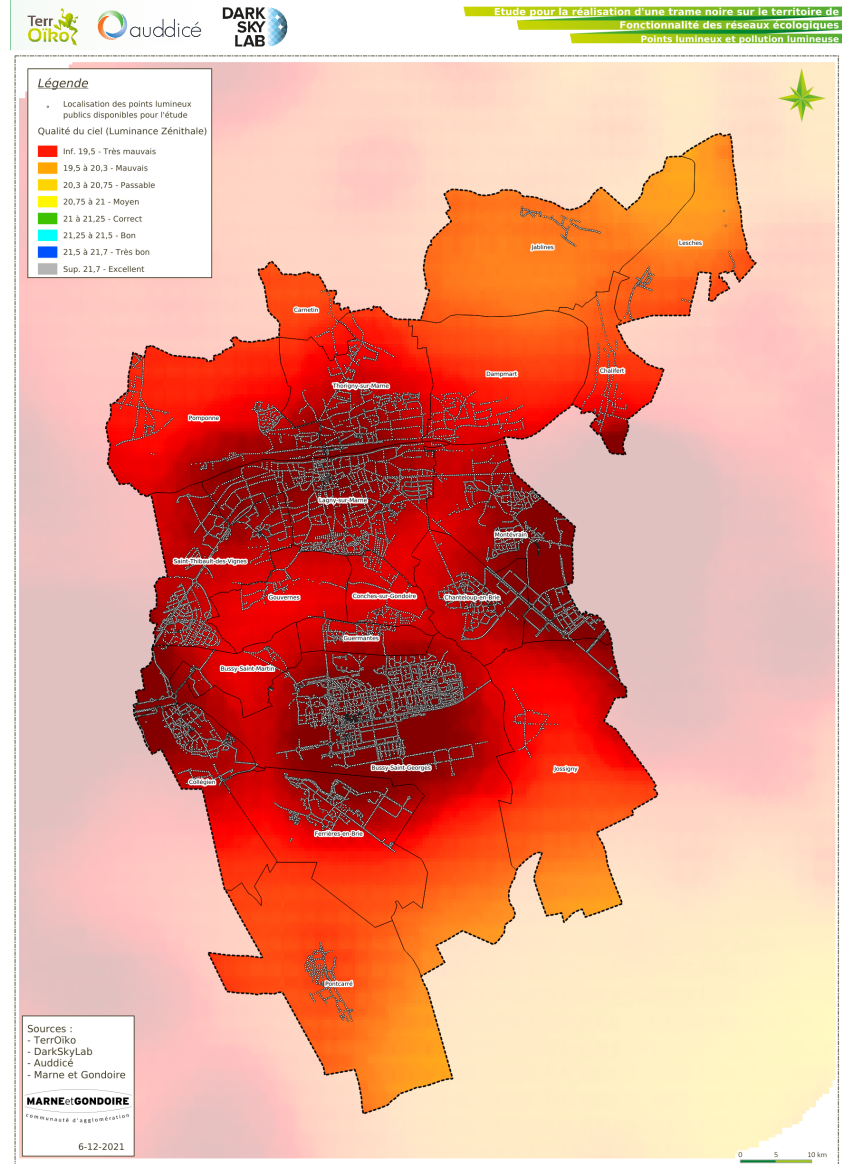 Terr
Oïko
auddicé
DARK
SKY
LAB
Etude pour la réalisation d'une trame noire sur le territoire de
Fonctionnalité des réseaux écologiques
Points lumineux et pollution lumineuse
Légende
Localisation des points lumineux
publics disponibles pour l'étude
Qualité du ciel (Luminance Zénithale)
Inf. 19,5 - Très mauvais
19,5 à 20,3 - Mauvais
20,3 à 20,75 - Passable
20,75 à 21 - Moyen
21 à 21,25 - Correct
21,25 à 21,5 - Bon
21,5 à 21,7 - Très bon
Sup. 21,7 - Excellent
Jablines
Lesches
Carnetin
Dampmart
Chalifert
Thorigny-sur-Marne
Pomponne
Lagny-sur-Marne
Montévrain
Saint-Thibault-des-Vignes
Gouvernes
Conches-sur-Gondoire
Chanteloup-en-Brie
Guermantes
Bussy-Saint-Martin
Bussy-Saint-Georges
Jossigny
Collégien
Ferrières-en-Brie
Pontcarré
Sources :
- TerrOïko
- DarkSkyLab
- Auddicé
- Marne et Gondoire
MARNE et GONDOIRE
communauté d'agglomération
6-12-2021
0 5 10 km